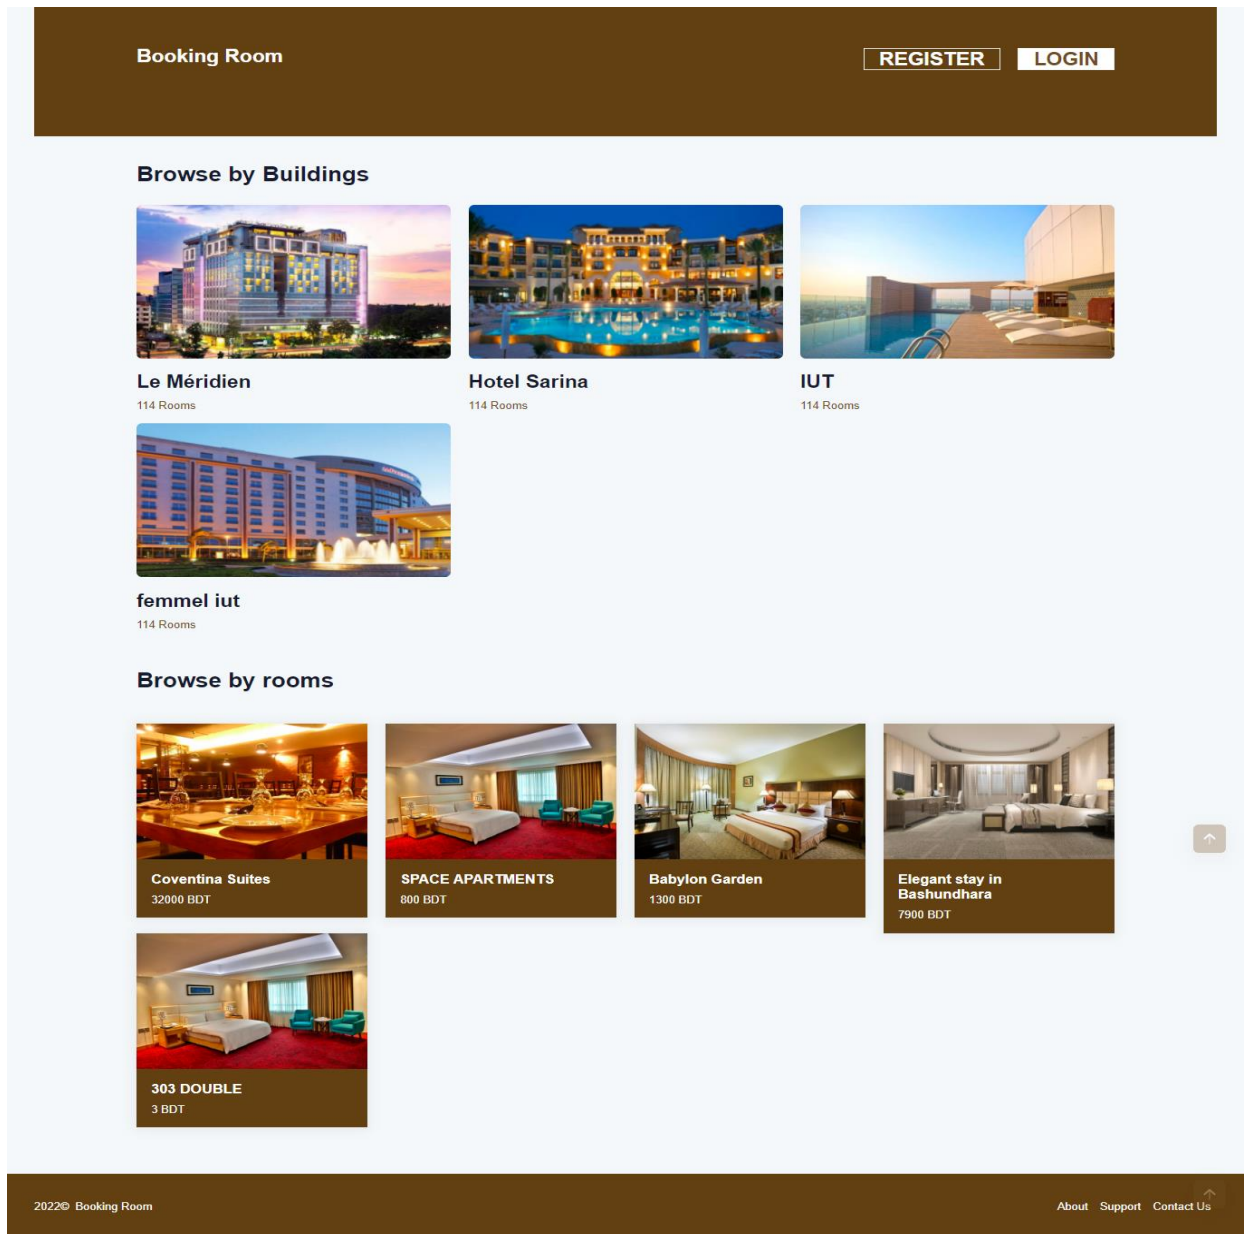 Booking Room
REGISTER
LOGIN
Browse by Buildings
Le Méridien
114 Rooms
Hotel Sarina
114 Rooms
IUT
114 Rooms
femmel iut
114 Rooms
Browse by rooms
Coventina Suites
32000 BDT
SPACE APARTMENTS
800 BDT
Babylon Garden
1300 BDT
Elegant stay in
Bashundhara
7900 BDT
303 DOUBLE
3 BDT
2022© Booking Room
About Support Contact Us